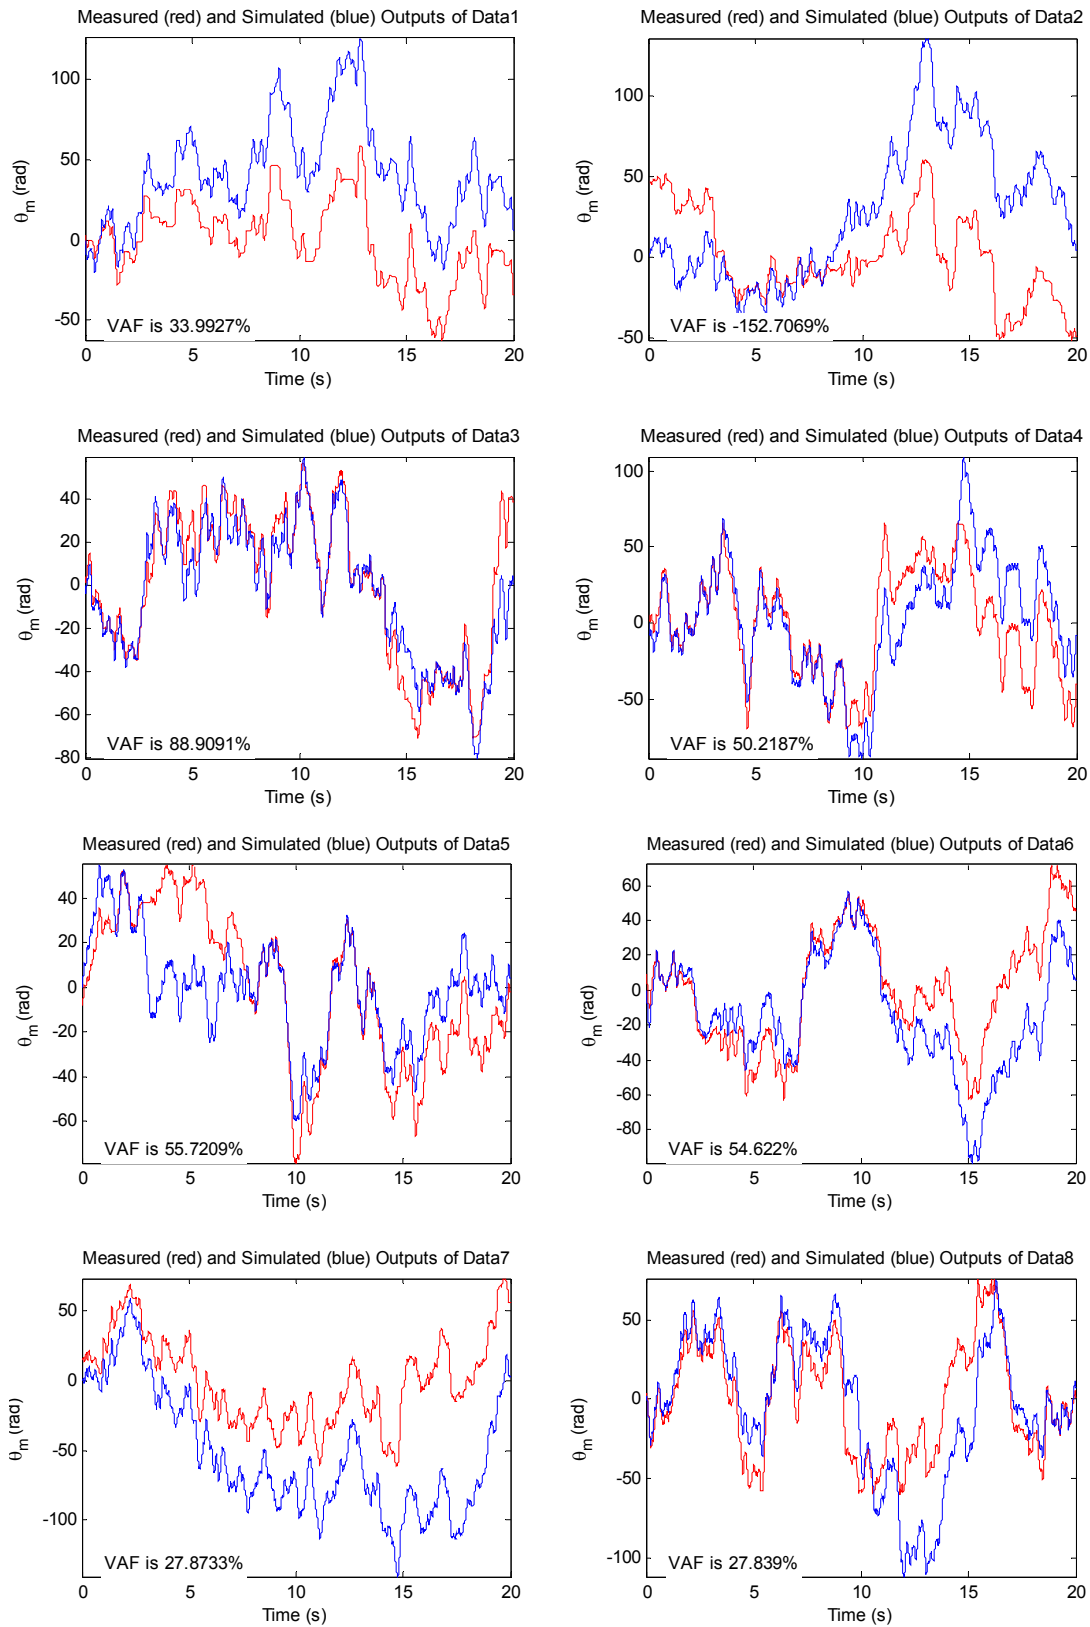 Measured (red) and Simulated (blue) Outputs of Data1
Measured (red) and Simulated (blue) Outputs of Data2
100
50
0
-50
θm (rad)
VAF is 33.9927%
0 5 10 15 20
Time (s)
100
50
0
-50
θm (rad)
VAF is -152.7069%
0 5 10 15 20
Time (s)
Measured (red) and Simulated (blue) Outputs of Data3
Measured (red) and Simulated (blue) Outputs of Data4
40
20
0
-20
-40
-60
-80
θm (rad)
VAF is 88.9091%
0 5 10 15 20
Time (s)
100
50
0
-50
θm (rad)
VAF is 50.2187%
0 5 10 15 20
Time (s)
Measured (red) and Simulated (blue) Outputs of Data5
Measured (red) and Simulated (blue) Outputs of Data6
40
20
0
-20
-40
-60
θm (rad)
VAF is 55.7209%
0 5 10 15 20
Time (s)
60
40
20
0
-20
-40
-60
-80
θm (rad)
VAF is 54.622%
0 5 10 15 20
Time (s)
Measured (red) and Simulated (blue) Outputs of Data7
Measured (red) and Simulated (blue) Outputs of Data8
50
0
-50
-100
θm (rad)
VAF is 27.8733%
0 5 10 15 20
Time (s)
50
0
-50
-100
θm (rad)
VAF is 27.839%
0 5 10 15 20
Time (s)